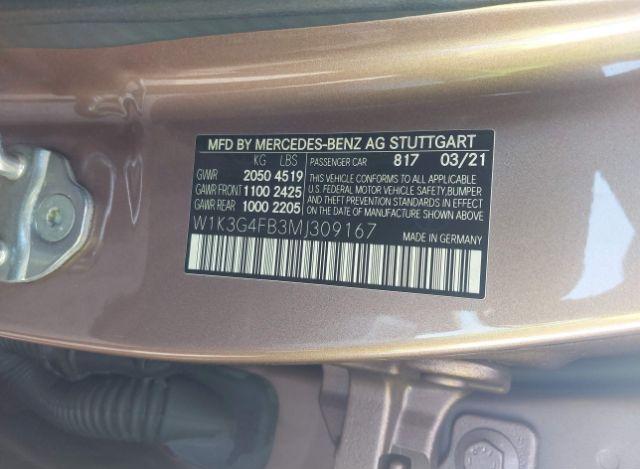 MFD BY MERCEDES-BENZ AG STUTTGART
KG LBS PASSENGER CAR 817 03/21
GWWR 2050 4519
GAWR FRONT 1100 2425
GAWR REAR 1000 2205
THIS VEHICLE CONFORMS TO ALL APPLICABLE
U.S. FEDERAL MOTOR VEHICLE SAFETY, BUMPER
AND THEFT PREVENTION STANDARDS IN EFFECT
ON DATE OF MANUFACTURE SHOWN ABOVE.
W1K3G4FB3MJ309167 MADE IN GERMANY